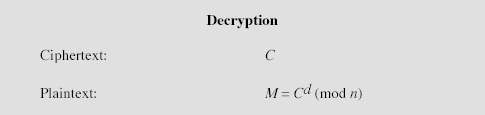 Decryption
Ciphertext: C
Plaintext: M = C^d (mod n)